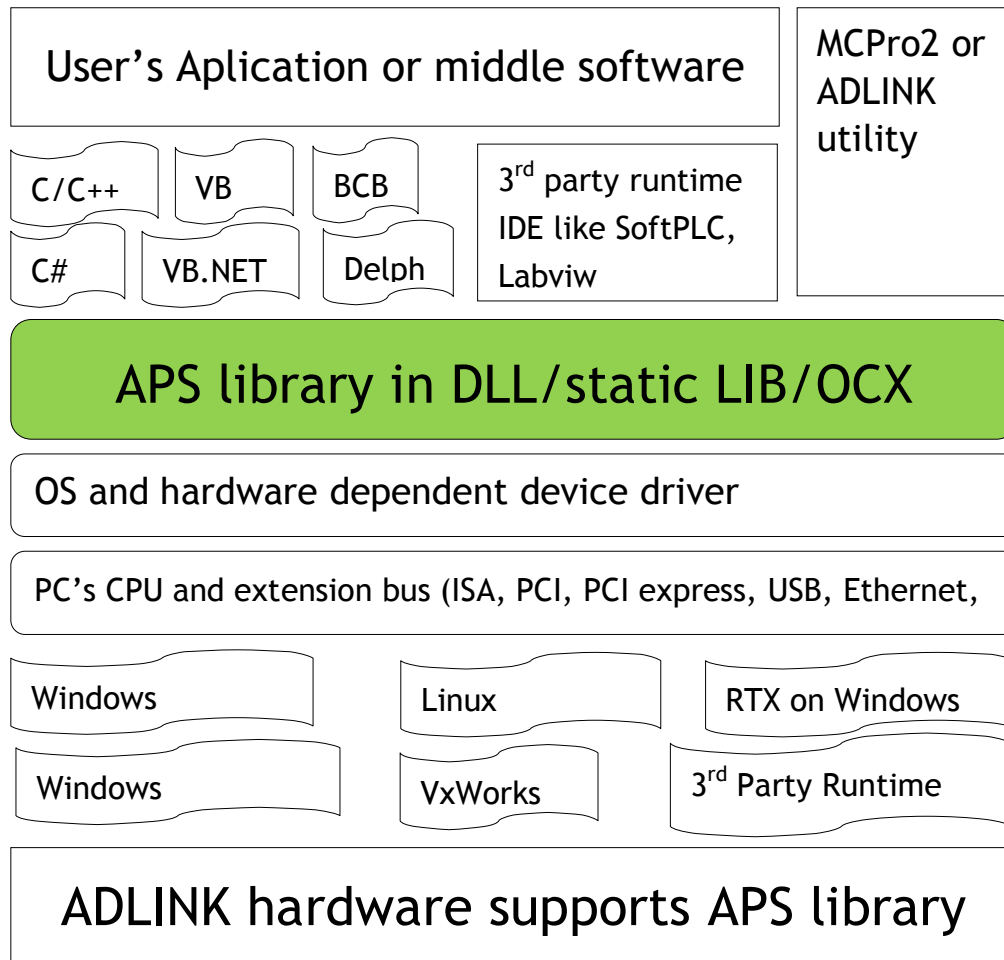 User’s Aplication or middle software
MCPro2 or
ADLINK
utility
C/C++
VB
BCB
3rd party runtime
IDE like SoftPLC,
Labviw
C#
VB.NET
Delph
APS library in DLL/static LIB/OCX
OS and hardware dependent device driver
PC’s CPU and extension bus (ISA, PCI, PCI express, USB, Ethernet,
Windows
Linux
RTX on Windows
Windows
VxWorks
3rd Party Runtime
ADLINK hardware supports APS library